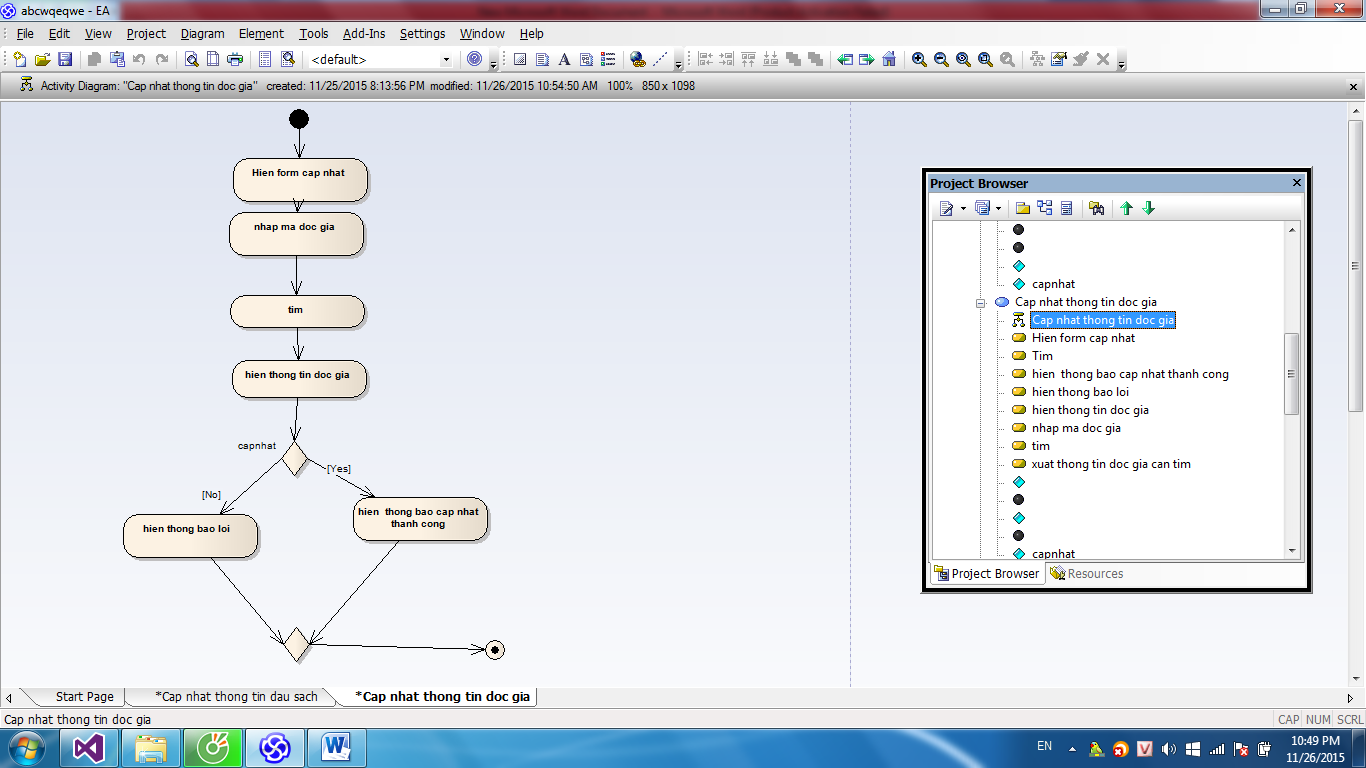 abcwqeqwe - EA
File Edit View Project Diagram Element Tools Add-Ins Settings Window Help
<default>
Activity Diagram: "Cap nhat thong tin doc gia" created: 11/25/2015 8:13:56 PM modified: 11/26/2015 10:54:50 AM 100% 850 x 1098
Hien form cap nhat
nhap ma doc gia
tim
hien thong tin doc gia
capnhat
[Yes]
[No]
hien thong bao loi
hien thong bao cap nhat
thanh cong
Project Browser
capnhat
Cap nhat thong tin doc gia
Cap nhat thong tin doc gia
Hien form cap nhat
Tim
hien thong bao cap nhat thanh cong
hien thong bao loi
hien thong tin doc gia
nhap ma doc gia
tim
xuat thong tin doc gia can tim
capnhat
Project Browser Resources
Start Page *Cap nhat thong tin dau sach *Cap nhat thong tin doc gia
Cap nhat thong tin doc gia CAP NUM SCRL
EN
10:49 PM
11/26/2015